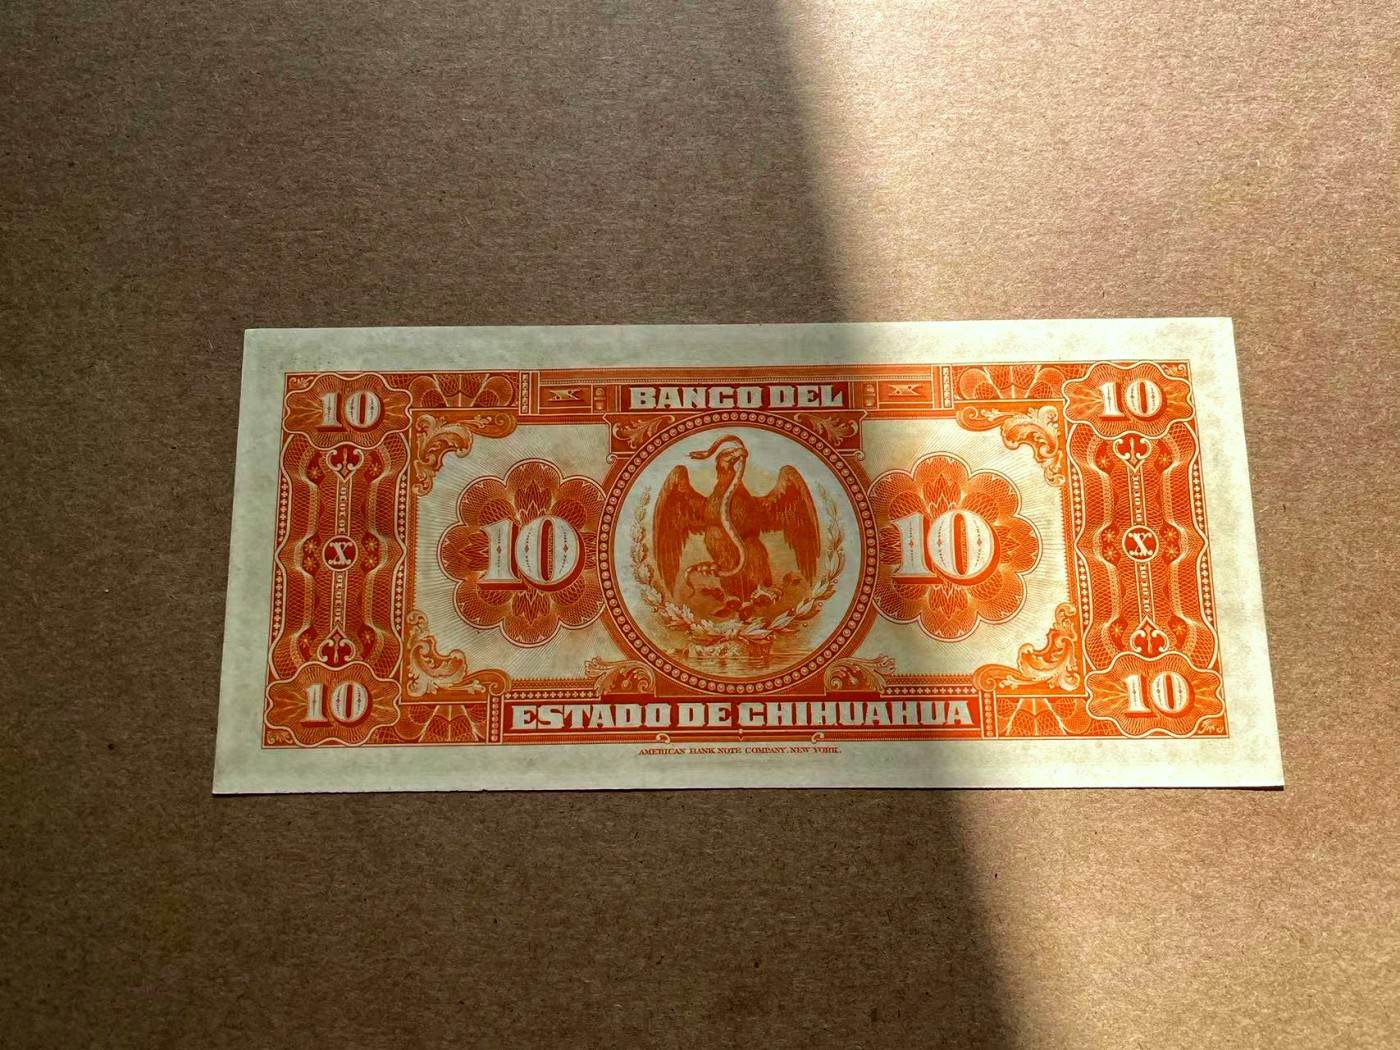 10 X BANCO DEL X 10
10 10
X X
10 ESTADO DE CHIHUAHUA 10
AMERICAN BANK NOTE COMPANY, NEW YORK.